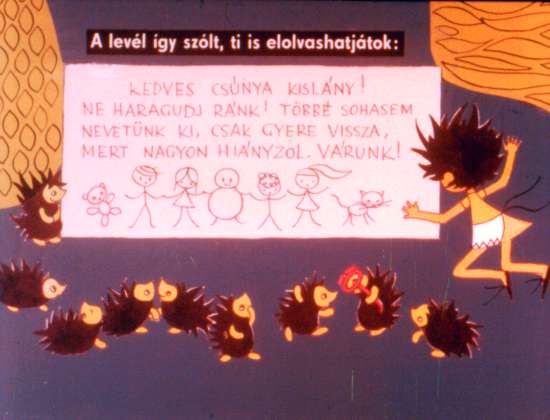 A levél így szólt, ti is elolvashatjátok:
KEDVES CSÚNYA KISLÁNY!
NE HARAGUDJ RÁNK! TÖBBÉ SOHASEM
NEVETÜNK KI, CSAK GYERE VISSZA,
MERT NAGYON HIÁNYZOL. VÁRUNK!